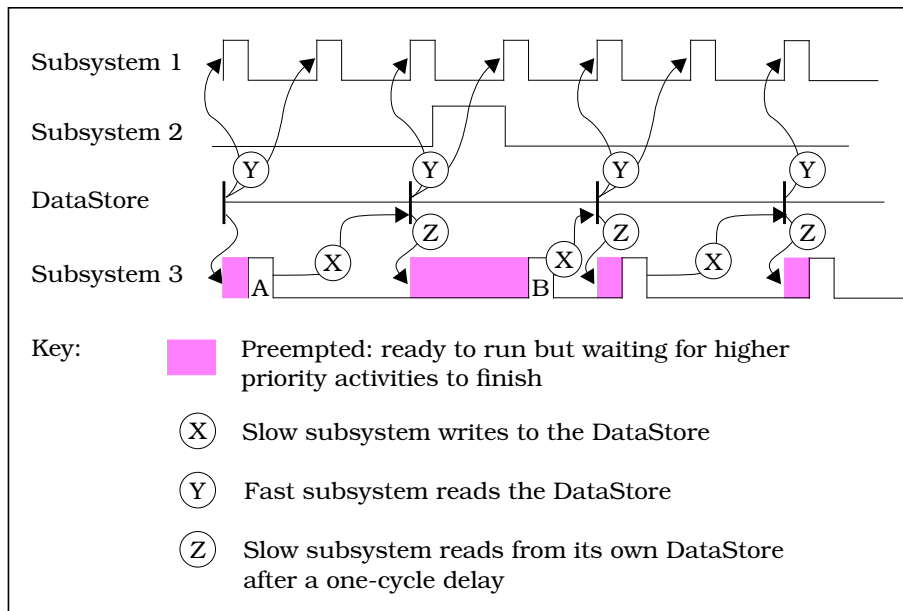 Subsystem 1
Subsystem 2
Y Y Y Y
DataStore
Z Z Z
X X X
Subsystem 3
A B
Key:
Preempted: ready to run but waiting for higher
priority activities to finish
X Slow subsystem writes to the DataStore
Y Fast subsystem reads the DataStore
Z Slow subsystem reads from its own DataStore
after a one-cycle delay